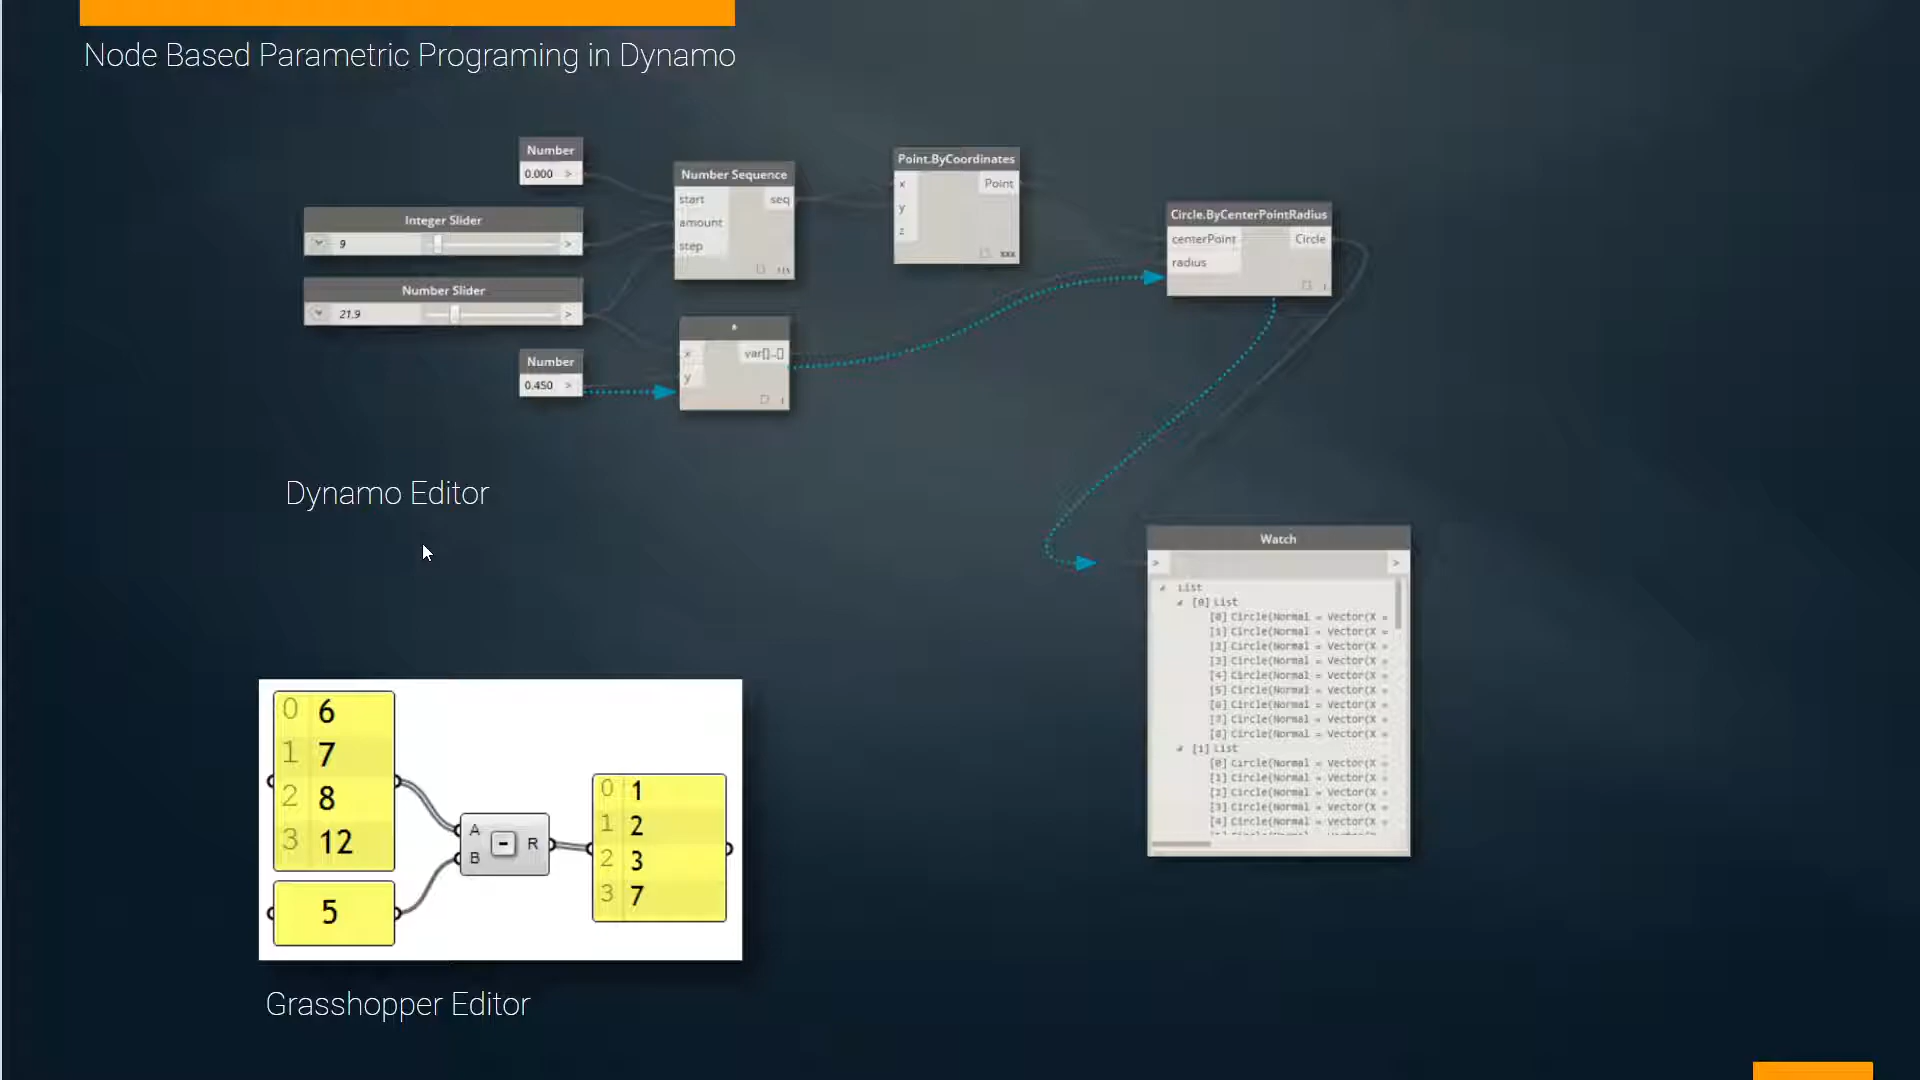 Node Based Parametric Programing in Dynamo
Number
0.000 >
Integer Slider
9 >
Number Slider
21.9 >
Number
0.450 >
Number Sequence
start seq
amount
step
*
x var[]..[]
y
Point.ByCoordinates
x Point
y
z
xxx
Circle.ByCenterPointRadius
centerPoint Circle
radius
Dynamo Editor
Watch
> >
List
[0] List
[0] Circle(Normal = Vector(X =
[1] Circle(Normal = Vector(X =
[2] Circle(Normal = Vector(X =
[3] Circle(Normal = Vector(X =
[4] Circle(Normal = Vector(X =
[5] Circle(Normal = Vector(X =
[6] Circle(Normal = Vector(X =
[7] Circle(Normal = Vector(X =
[8] Circle(Normal = Vector(X =
[1] List
[0] Circle(Normal = Vector(X =
[1] Circle(Normal = Vector(X =
[2] Circle(Normal = Vector(X =
[3] Circle(Normal = Vector(X =
[4] Circle(Normal = Vector(X =
0 6
1 7
2 8
3 12
5
A - R
B
0 1
1 2
2 3
3 7
Grasshopper Editor